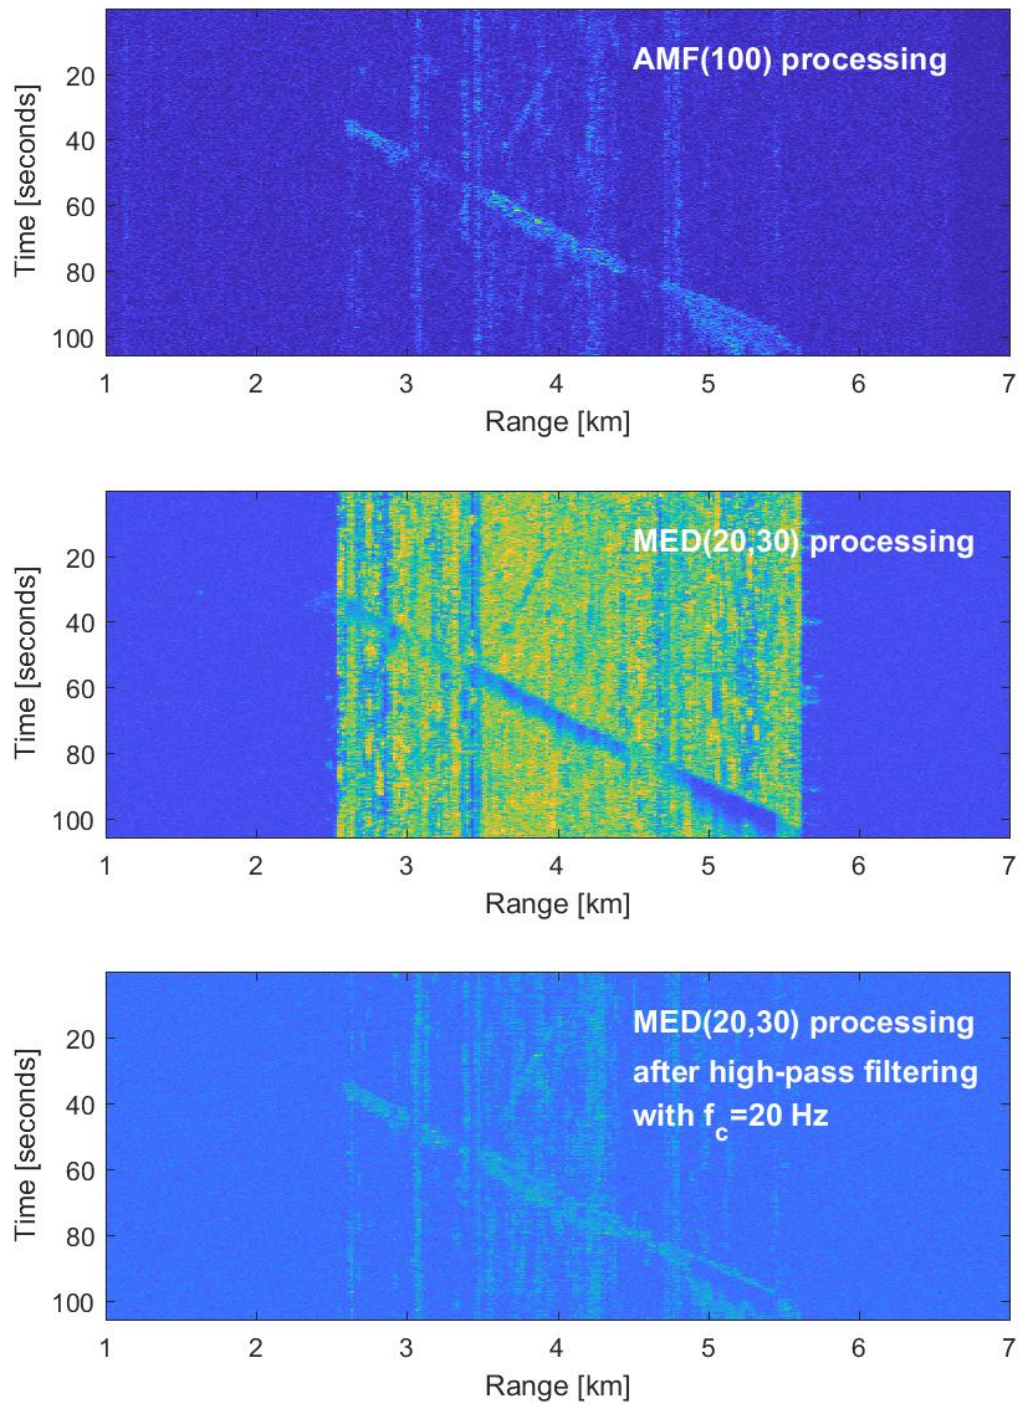 AMF(100) processing
20
40
60
80
100
Time [seconds]
1 2 3 4 5 6 7
Range [km]
MED(20,30) processing
20
40
60
80
100
Time [seconds]
1 2 3 4 5 6 7
Range [km]
MED(20,30) processing
after high-pass filtering
with f_c=20 Hz
20
40
60
80
100
Time [seconds]
1 2 3 4 5 6 7
Range [km]